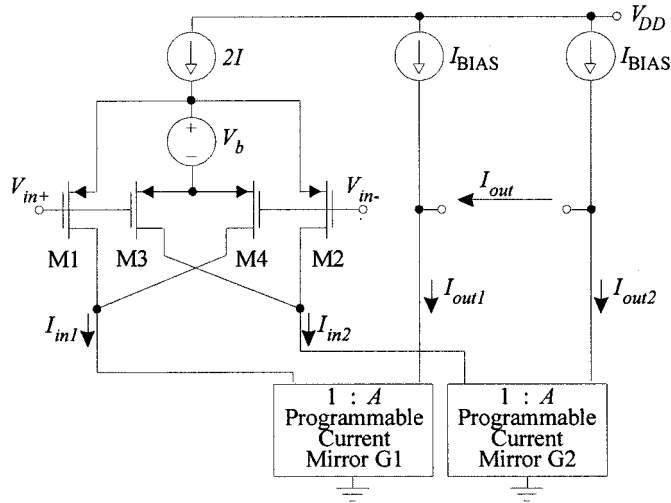 V_DD
2I
I_BIAS
I_BIAS
+
V_b
−
V_in+
V_in-
I_out
M1
M3
M4
M2
I_in1
I_in2
I_out1
I_out2
1 : A
Programmable
Current
Mirror G1
1 : A
Programmable
Current
Mirror G2